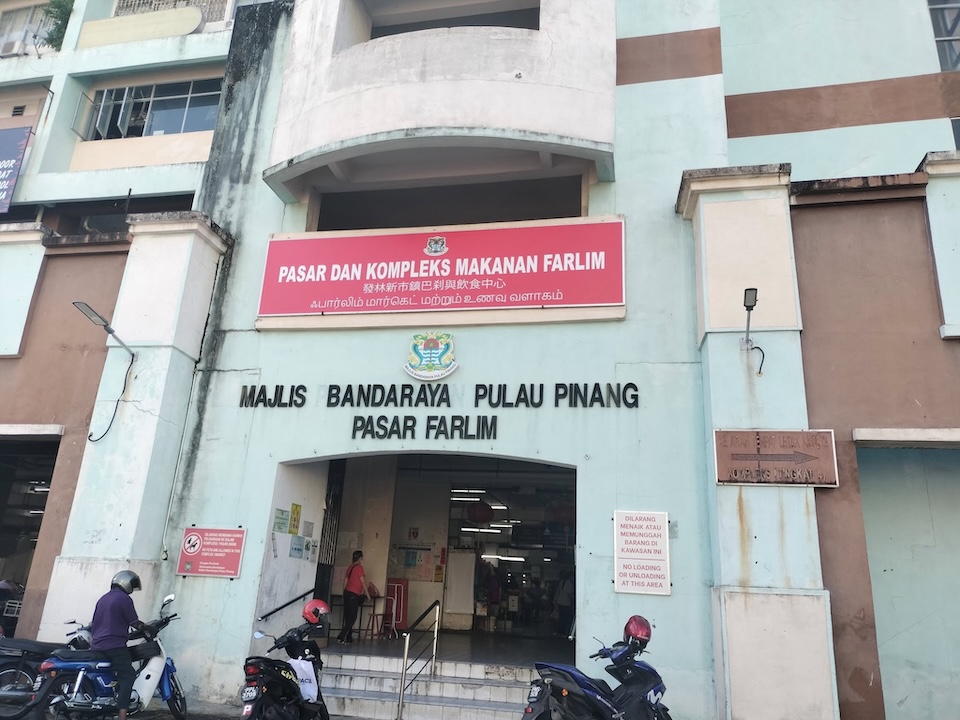 PASAR DAN KOMPLEKS MAKANAN FARLIM
發林新市鎮巴刹與飲食中心
ஃபார்லிம் மார்கெட் மற்றும் உணவு வளாகம்
MAJLIS BANDARAYA PULAU PINANG
PASAR FARLIM
KOMPLEKS
DILARANG
MENAIK ATAU
MEMUNGGAH
BARANG DI
KAWASAN INI
NO LOADING
OR UNLOADING
AT THIS AREA